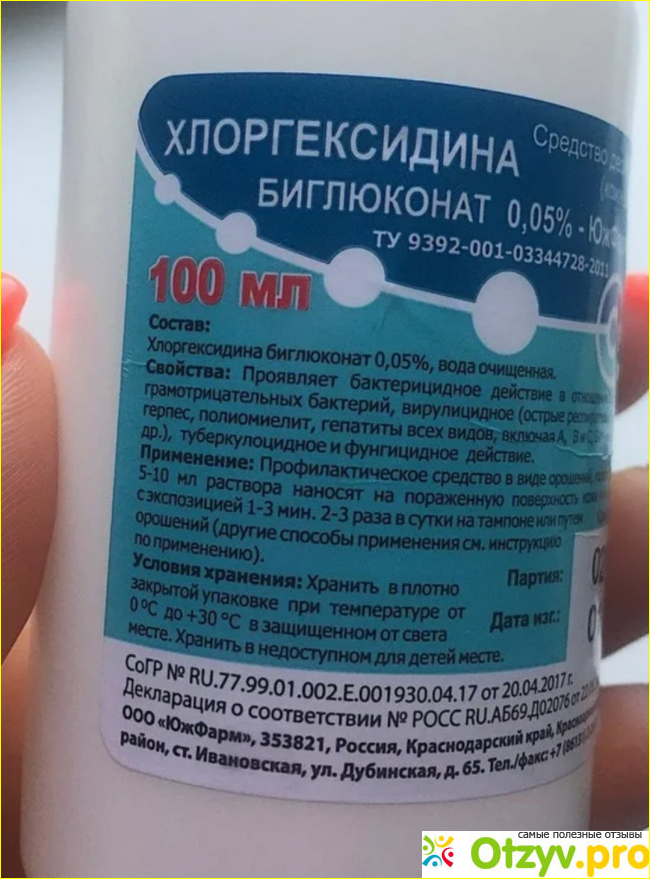 ХЛОРГЕКСИДИНА
Средство
БИГЛЮКОНАТ 0,05% - ЮжФ
ТУ 9392-001-03344728-2011
100 мл
Состав:
Хлоргексидина биглюконат 0,05%, вода очищенная.
Свойства: Проявляет бактерицидное действие в отношен
грамотрицательных бактерий, вирулицидное (острые
герпес, полиомиелит, гепатиты всех видов, включая А, В и С,
др.), туберкулоцидное и фунгицидное действие.
Применение: Профилактическое средство в виде орошений,
5-10 мл раствора наносят на пораженную поверхность кожи
с экспозицией 1-3 мин. 2-3 раза в сутки на тампоне или путем
орошений (другие способы применения см. инструкцию
по применению).
Условия хранения: Хранить в плотно
закрытой упаковке при температуре от
0°С до +30 °С в защищенном от света
месте. Хранить в недоступном для детей месте.
Партия:
Дата изг.:
СоГР № RU.77.99.01.002.Е.001930.04.17 от 20.04.2017 г.
Декларация о соответствии № РОСС RU.АБ69.Д02076 от
ООО «ЮжФарм», 353821, Россия, Краснодарский край,
район, ст. Ивановская, ул. Дубинская, д. 65. Тел./факс: +7
самые полезные отзывы
Otzyv.pro